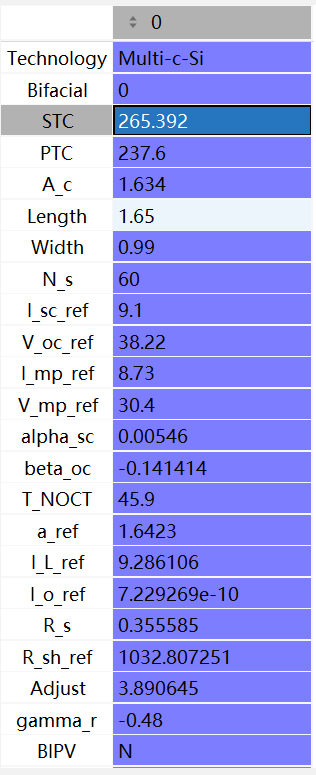 0
Technology Multi-c-Si
Bifacial 0
STC 265.392
PTC 237.6
A_c 1.634
Length 1.65
Width 0.99
N_s 60
I_sc_ref 9.1
V_oc_ref 38.22
I_mp_ref 8.73
V_mp_ref 30.4
alpha_sc 0.00546
beta_oc -0.141414
T_NOCT 45.9
a_ref 1.6423
I_L_ref 9.286106
I_o_ref 7.229269e-10
R_s 0.355585
R_sh_ref 1032.807251
Adjust 3.890645
gamma_r -0.48
BIPV N